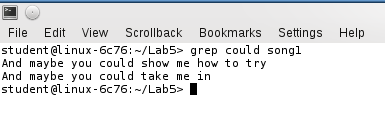 File Edit View Scrollback Bookmarks Settings Help
student@linux-6c76:~/Lab5> grep could song1
And maybe you could show me how to try
And maybe you could take me in
student@linux-6c76:~/Lab5>